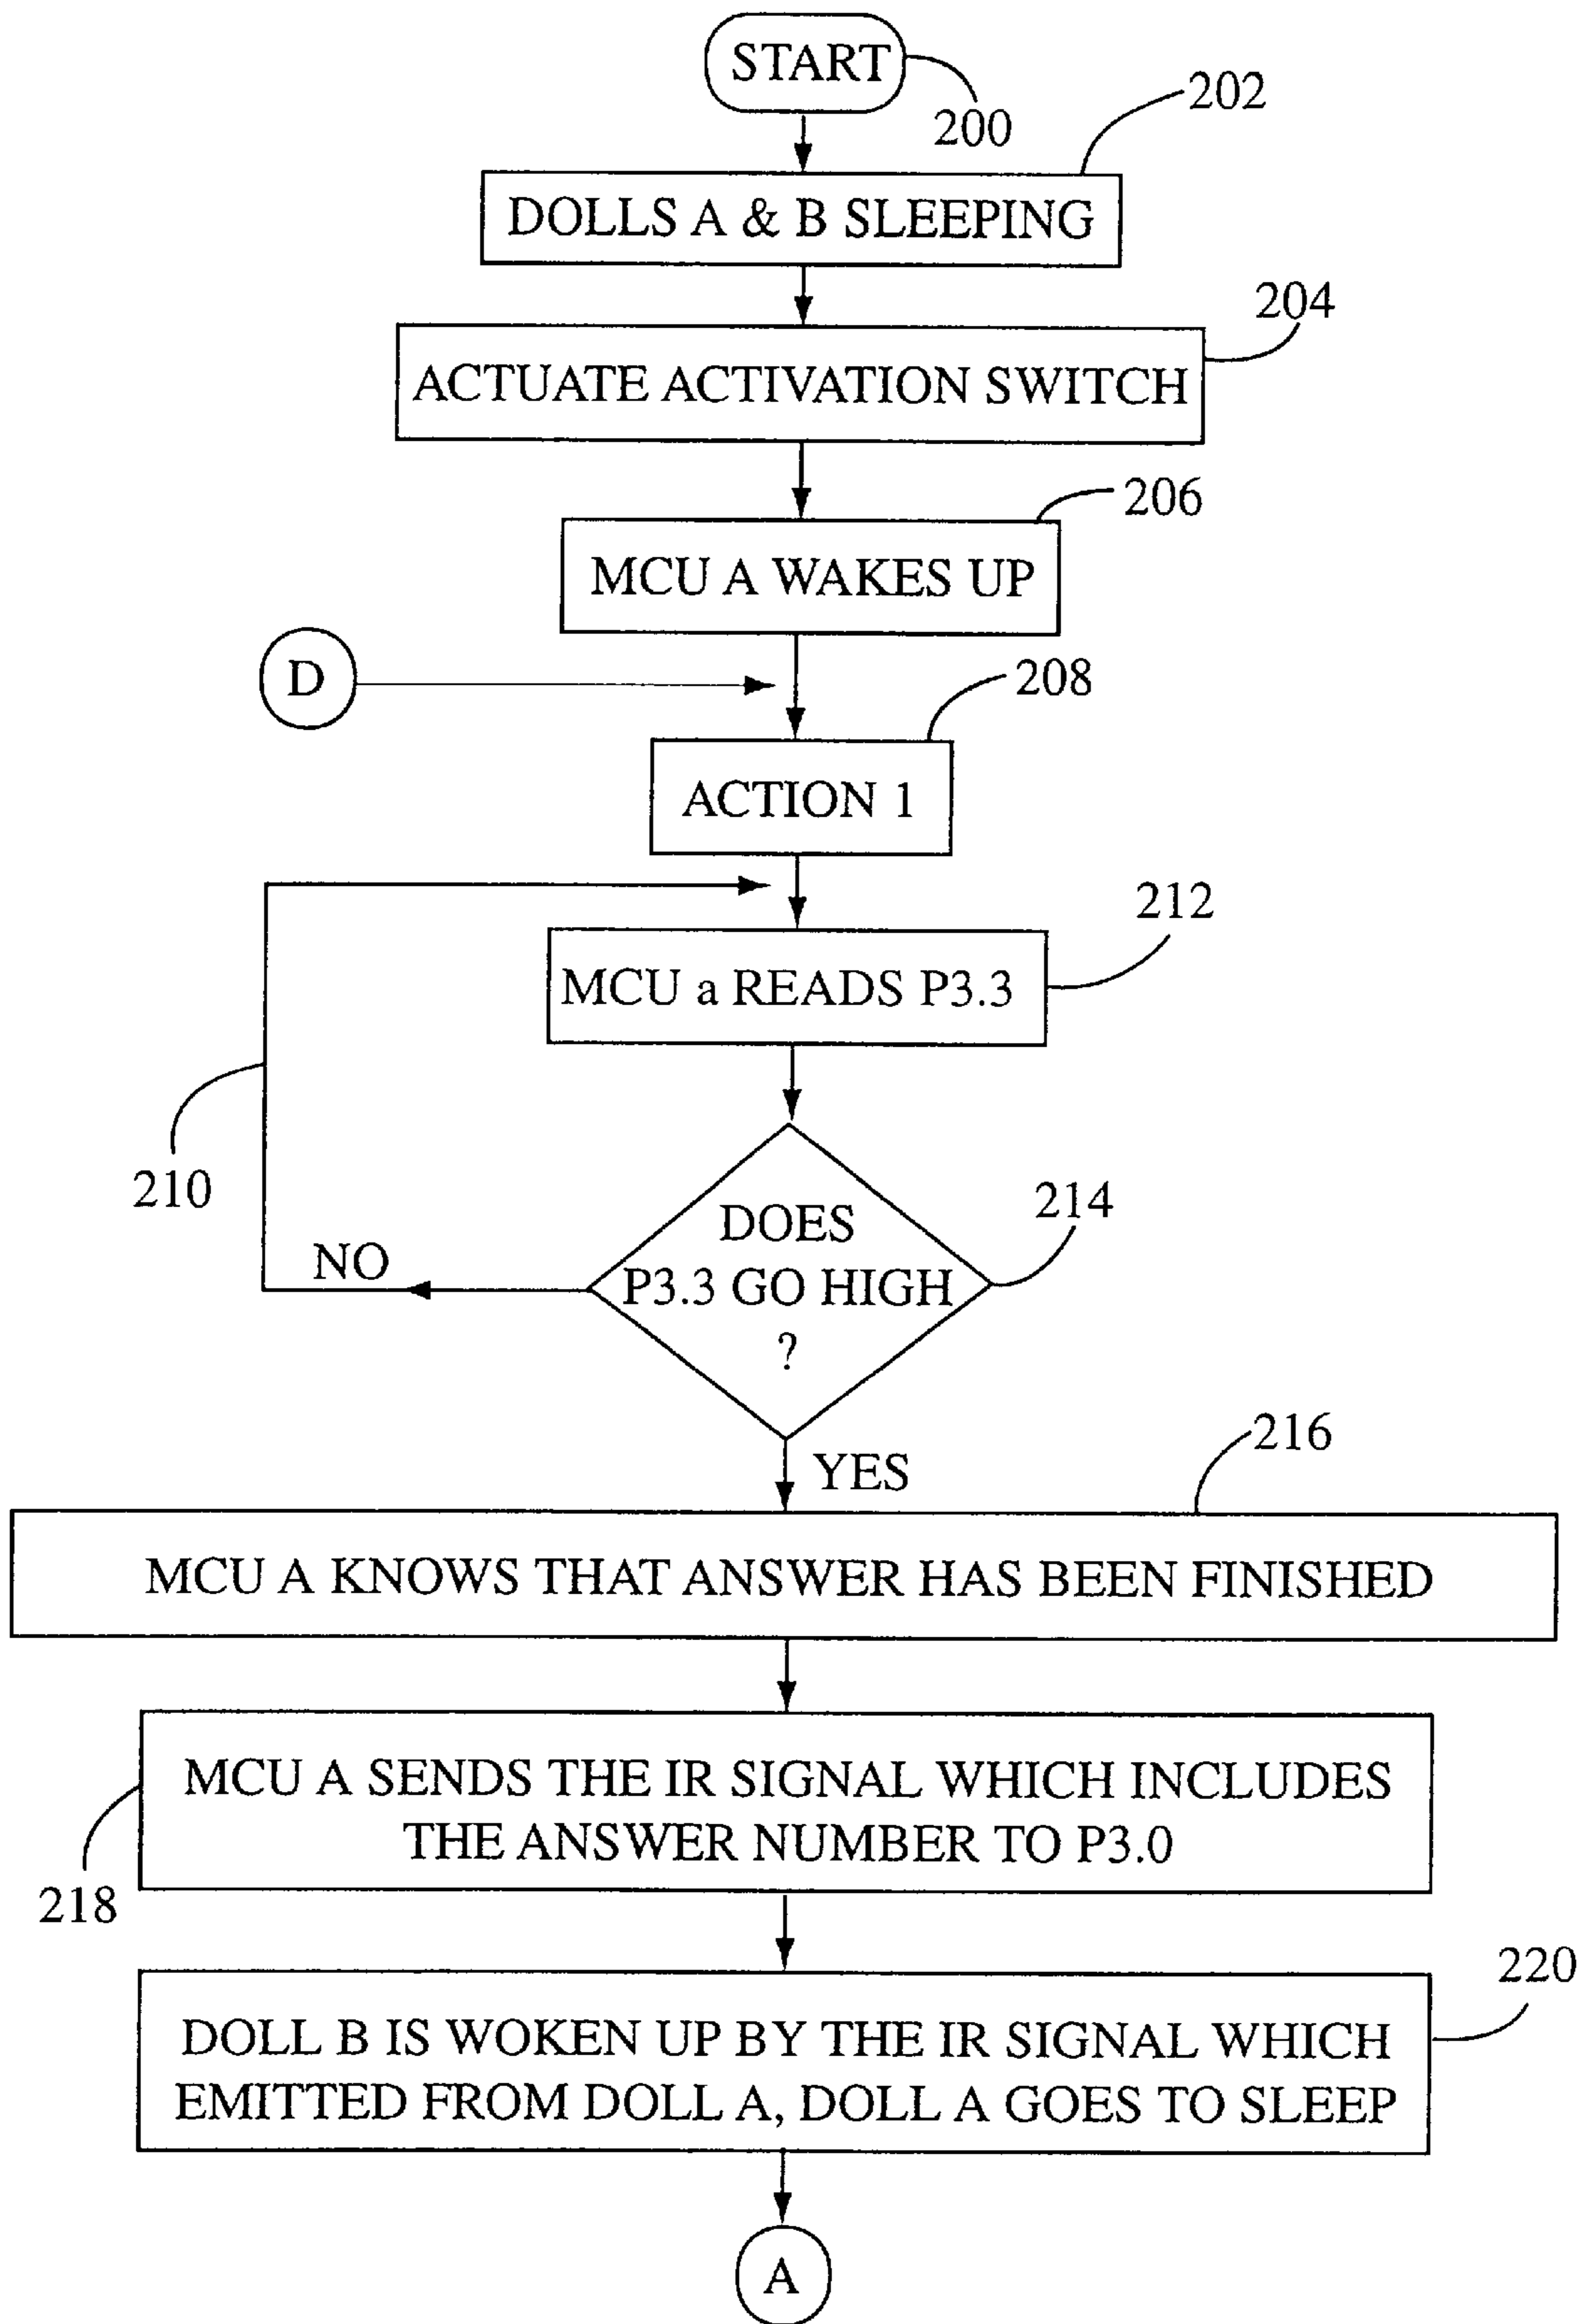 START
200
202
DOLLS A & B SLEEPING
204
ACTUATE ACTIVATION SWITCH
206
MCU A WAKES UP
D
208
ACTION 1
212
MCU a READS P3.3
210
214
DOES
P3.3 GO HIGH
?
NO
YES
216
MCU A KNOWS THAT ANSWER HAS BEEN FINISHED
MCU A SENDS THE IR SIGNAL WHICH INCLUDES
THE ANSWER NUMBER TO P3.0
218
220
DOLL B IS WOKEN UP BY THE IR SIGNAL WHICH
EMITTED FROM DOLL A, DOLL A GOES TO SLEEP
A